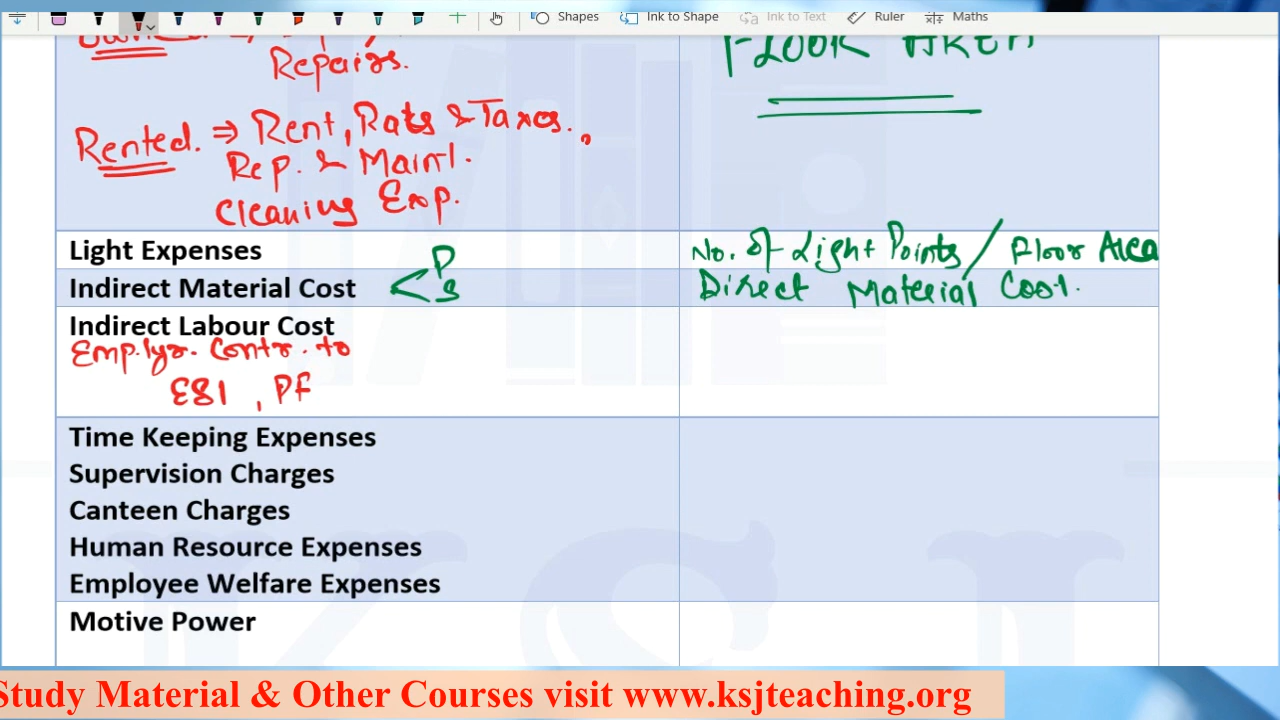 Shapes Ink to Shape Ink to Text Ruler Maths
Repairs.
FLOOR AREA
Rented. ⇒ Rent, Rats & Taxes.,
Rep. & Maint.
Cleaning Exp.
Light Expenses
No. of Light Points / Floor Area
Indirect Material Cost < P S
Direct Material Cost.
Indirect Labour Cost
Emplyr. Contr. to
ESI, PF
Time Keeping Expenses
Supervision Charges
Canteen Charges
Human Resource Expenses
Employee Welfare Expenses
Motive Power
Study Material & Other Courses visit www.ksjteaching.org